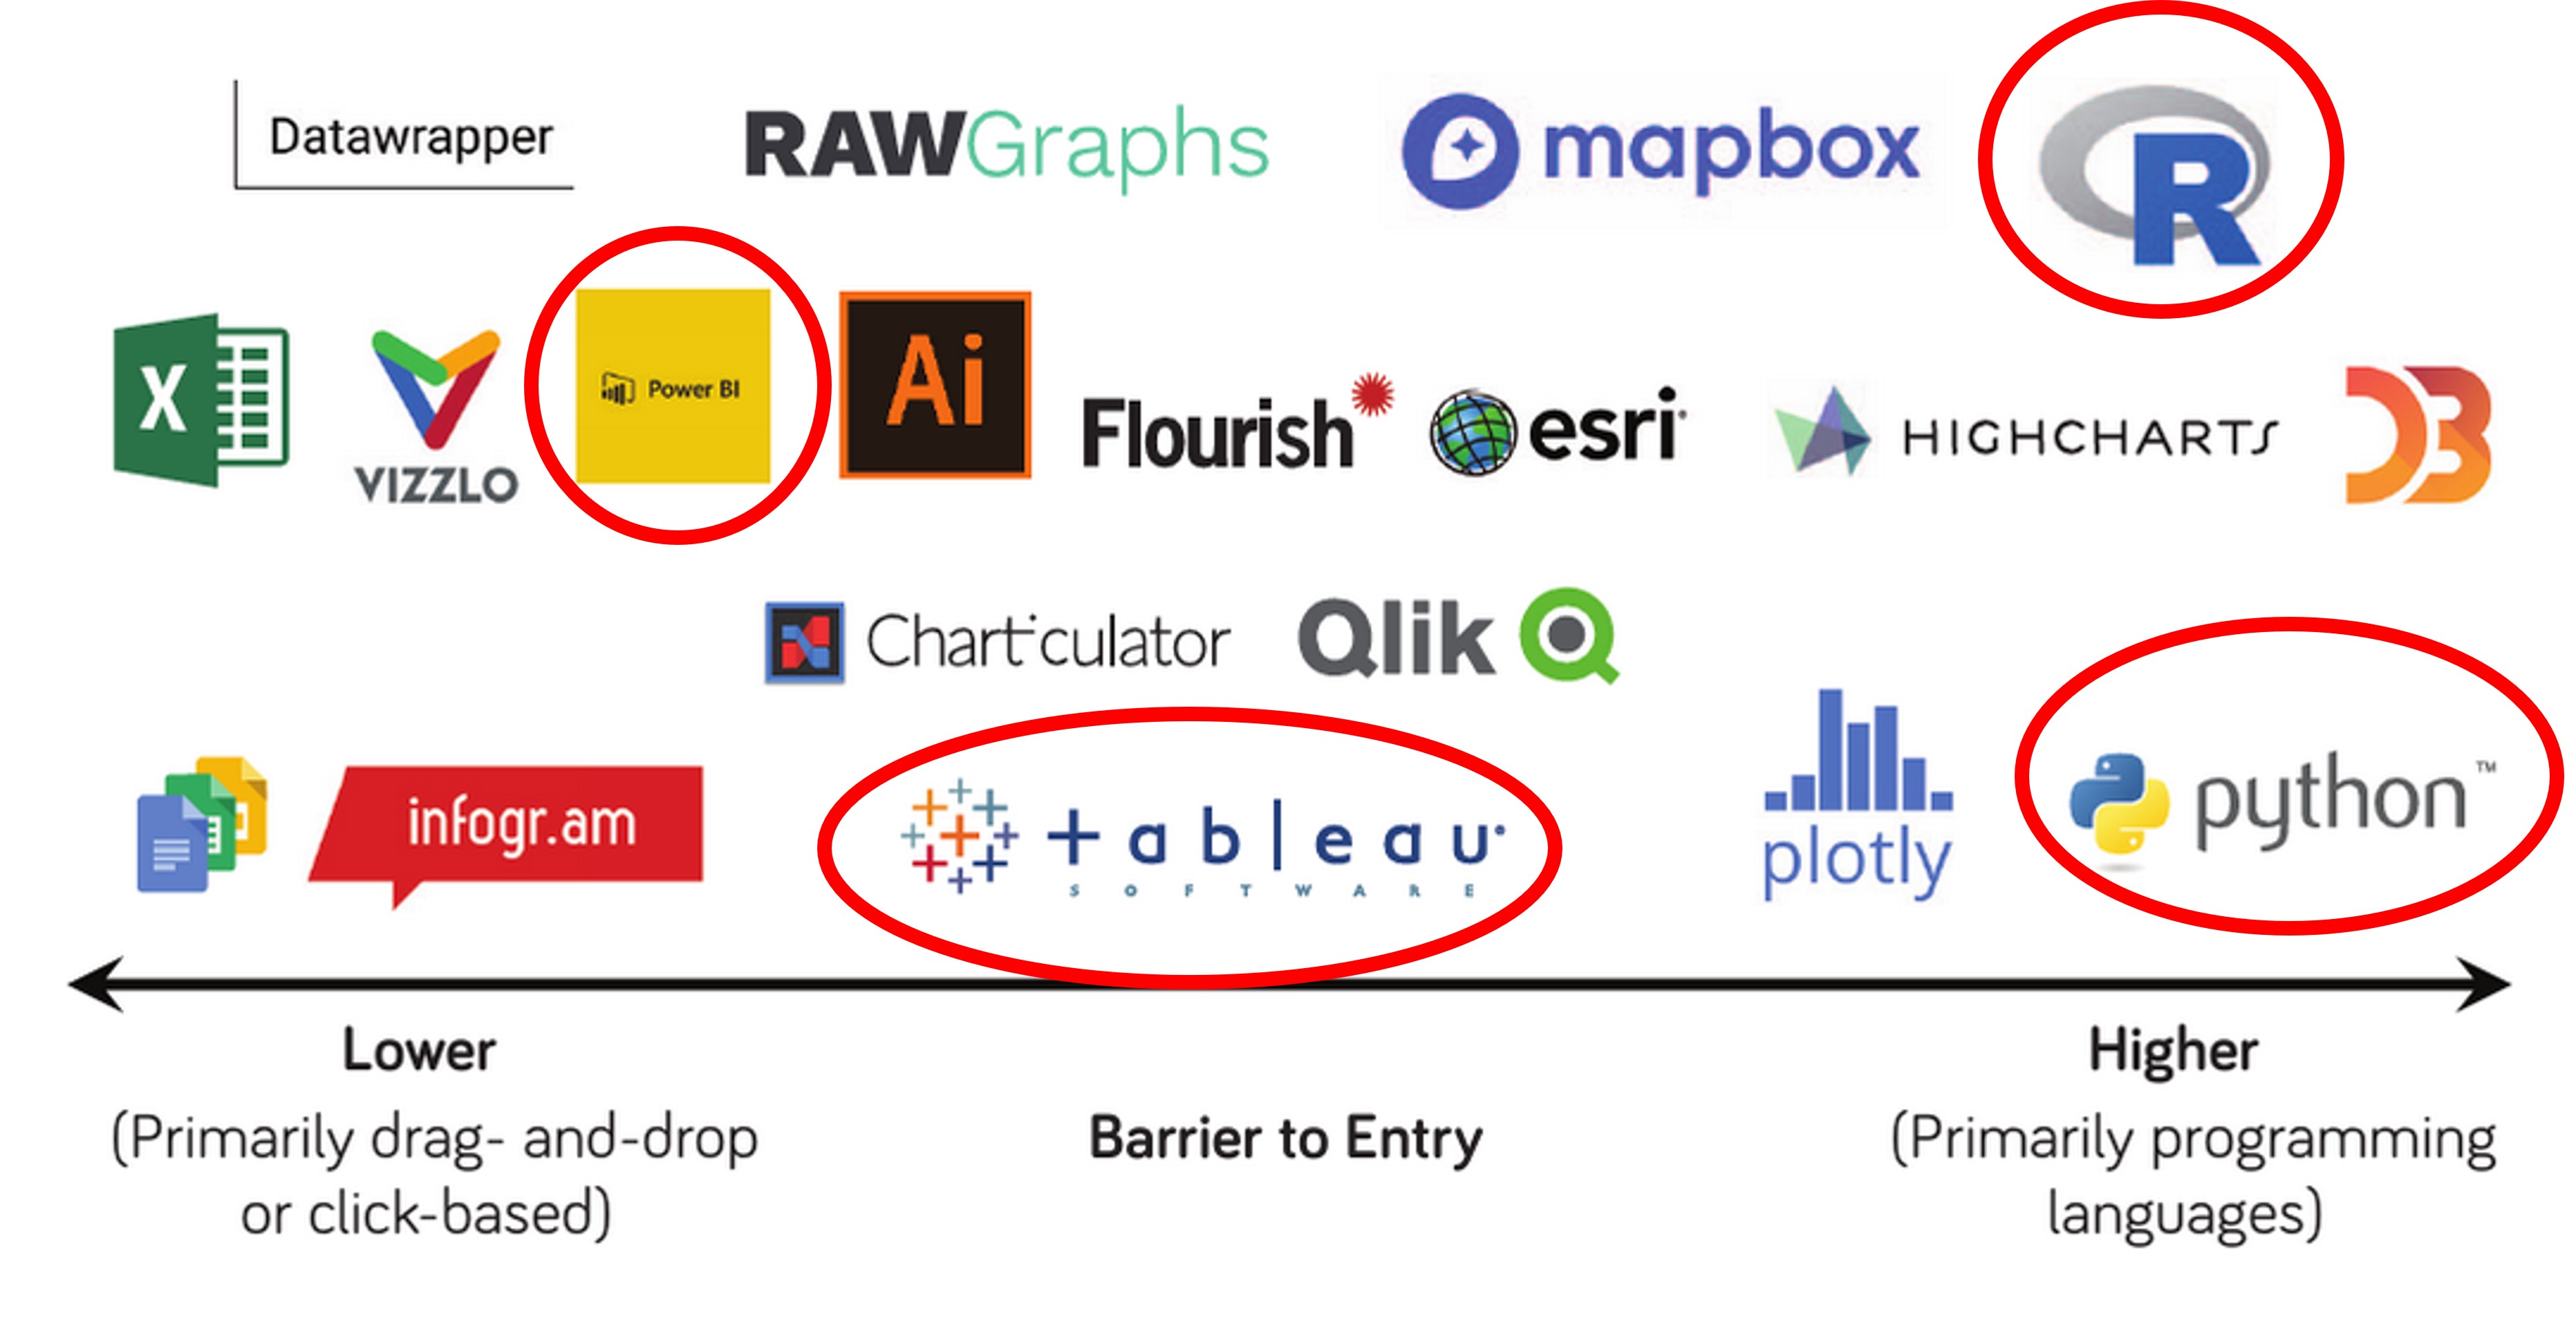 Datawrapper
RAWGraphs
mapbox
R
X
VIZZLO
Power BI
Ai
Flourish
esri
HIGHCHARTS
D3
Charticulator
Qlik
infogr.am
+ableau
SOFTWARE
plotly
python™
Lower
(Primarily drag- and-drop
or click-based)
Barrier to Entry
Higher
(Primarily programming
languages)